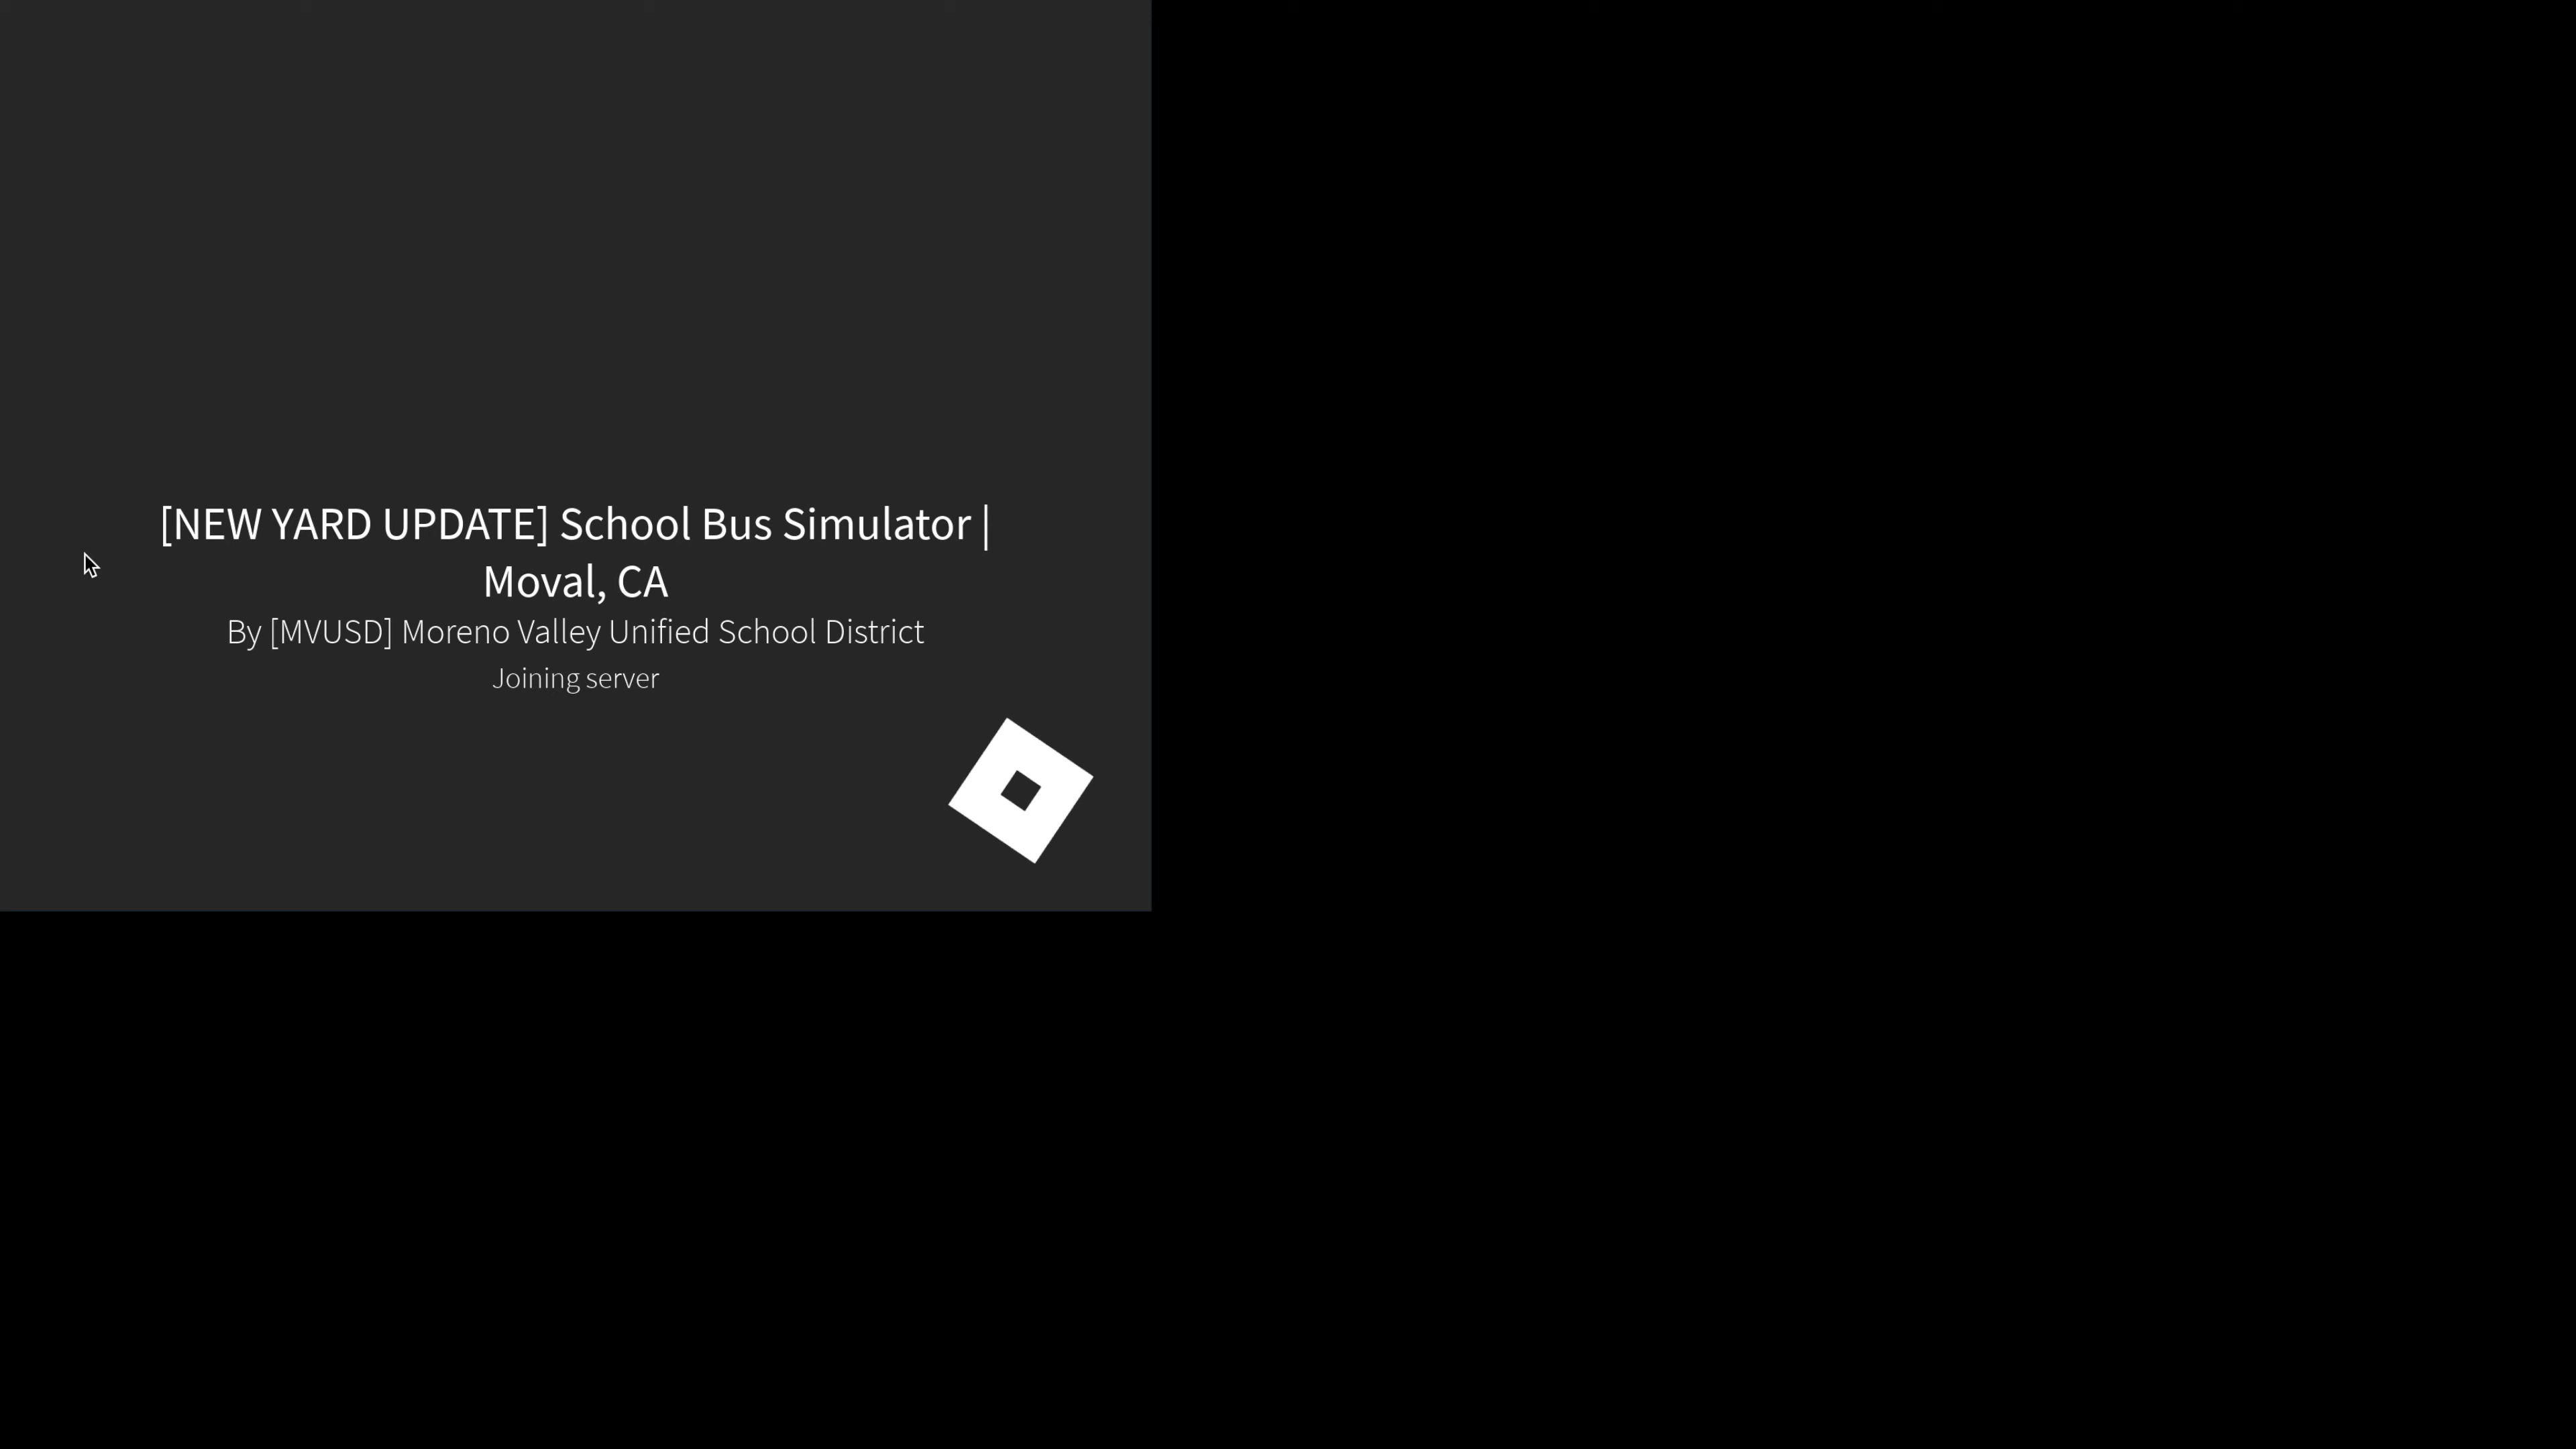 [NEW YARD UPDATE] School Bus Simulator |
Moval, CA
By [MVUSD] Moreno Valley Unified School District
Joining server